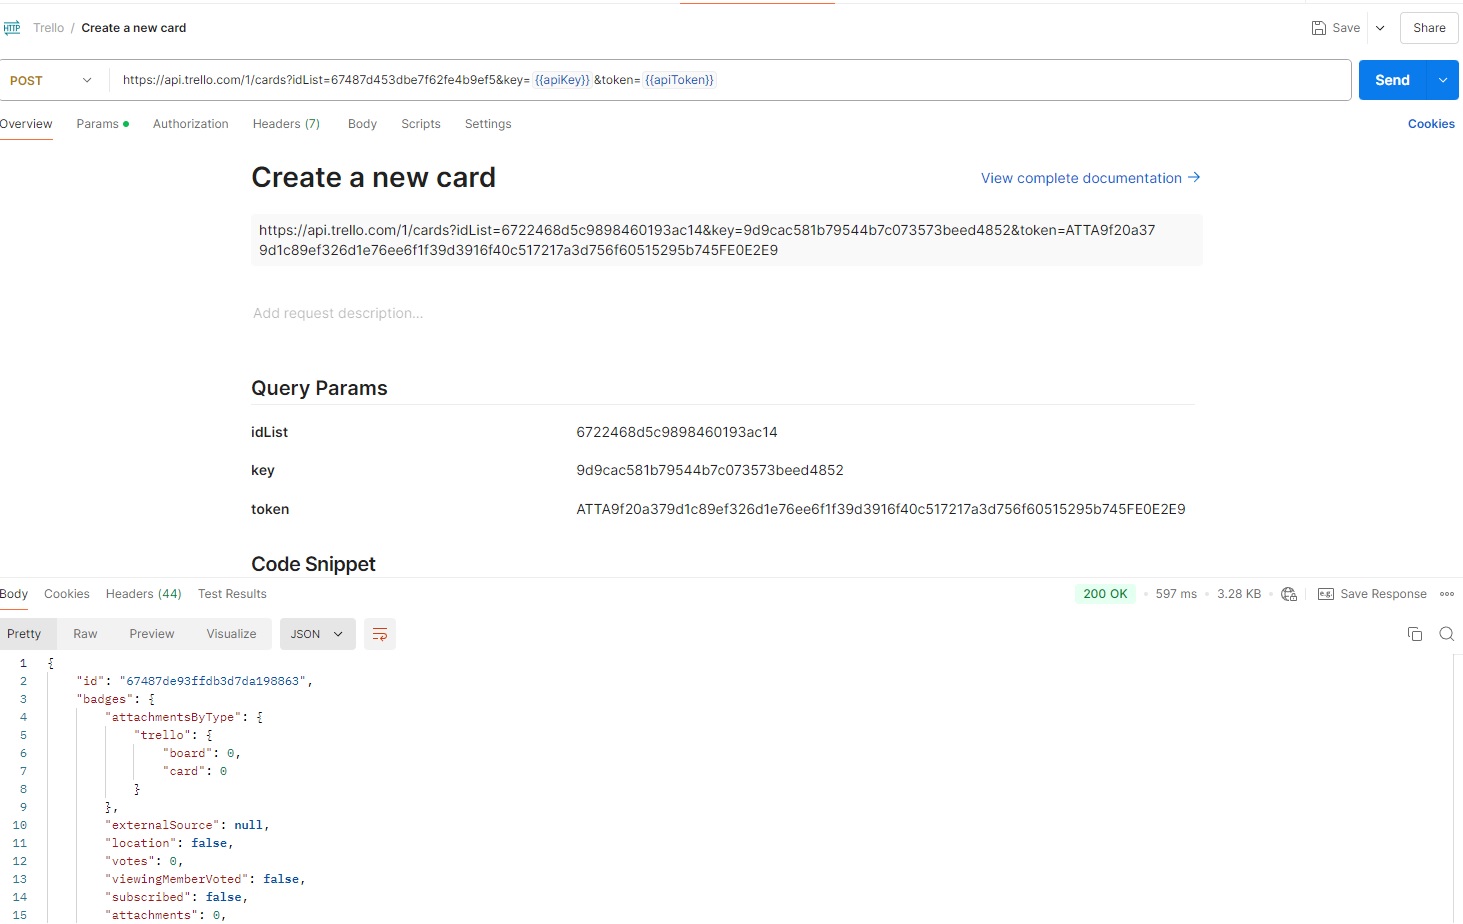 HTTP Trello / Create a new card Save Share
POST https://api.trello.com/1/cards?idList=67487d453dbe7f62fe4b9ef5&key= {{apiKey}} &token= {{apiToken}} Send
Overview Params Authorization Headers (7) Body Scripts Settings Cookies
Create a new card View complete documentation →
https://api.trello.com/1/cards?idList=6722468d5c9898460193ac14&key=9d9cac581b79544b7c073573beed4852&token=ATTA9f20a37
9d1c89ef326d1e76ee6f1f39d3916f40c517217a3d756f60515295b745FE0E2E9
Add request description...
Query Params
idList 6722468d5c9898460193ac14
key 9d9cac581b79544b7c073573beed4852
token ATTA9f20a379d1c89ef326d1e76ee6f1f39d3916f40c517217a3d756f60515295b745FE0E2E9
Code Snippet
Body Cookies Headers (44) Test Results 200 OK 597 ms 3.28 KB e.g. Save Response
Pretty Raw Preview Visualize JSON
1 {
2 "id": "67487de93ffdb3d7da198863",
3 "badges": {
4 "attachmentsByType": {
5 "trello": {
6 "board": 0,
7 "card": 0
8 }
9 },
10 "externalSource": null,
11 "location": false,
12 "votes": 0,
13 "viewingMemberVoted": false,
14 "subscribed": false,
15 "attachments": 0,